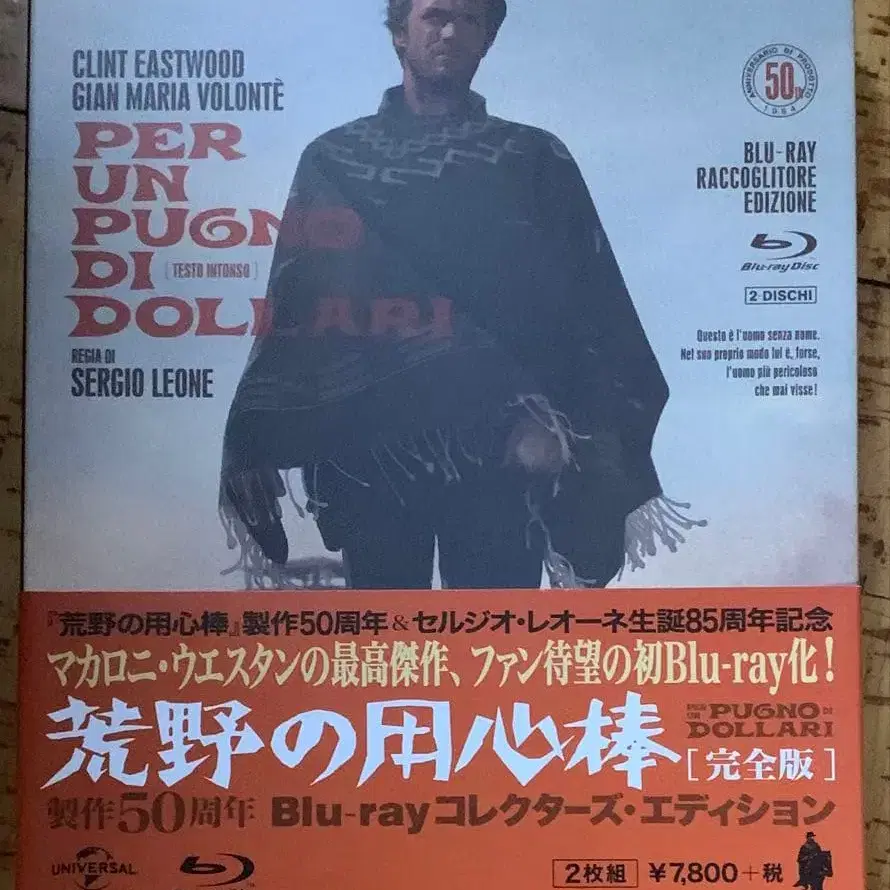 CLINT EASTWOOD
GIAN MARIA VOLONTÈ
PER
UN
PUGNO
DI [TESTO INTONSO]
DOLLARI
REGIA DI
SERGIO LEONE
ANNIVERSARIO DI PRODOTTO
50th
1964
BLU-RAY
RACCOGLITORE
EDIZIONE
Blu-ray Disc
2 DISCHI
Questo è l'uomo senza nome.
Nel suo proprio modo lui è, forse,
l'uomo più pericoloso
che mai visse!
『荒野の用心棒』製作50周年&セルジオ・レオーネ生誕85周年記念
マカロニ・ウエスタンの最高傑作、ファン待望の初Blu-ray化!
荒野の用心棒
PER UN PUGNO DI
DOLLARI
[完全版]
製作50周年 Blu-rayコレクターズ・エディション
UNIVERSAL
2枚組 ¥7,800+税